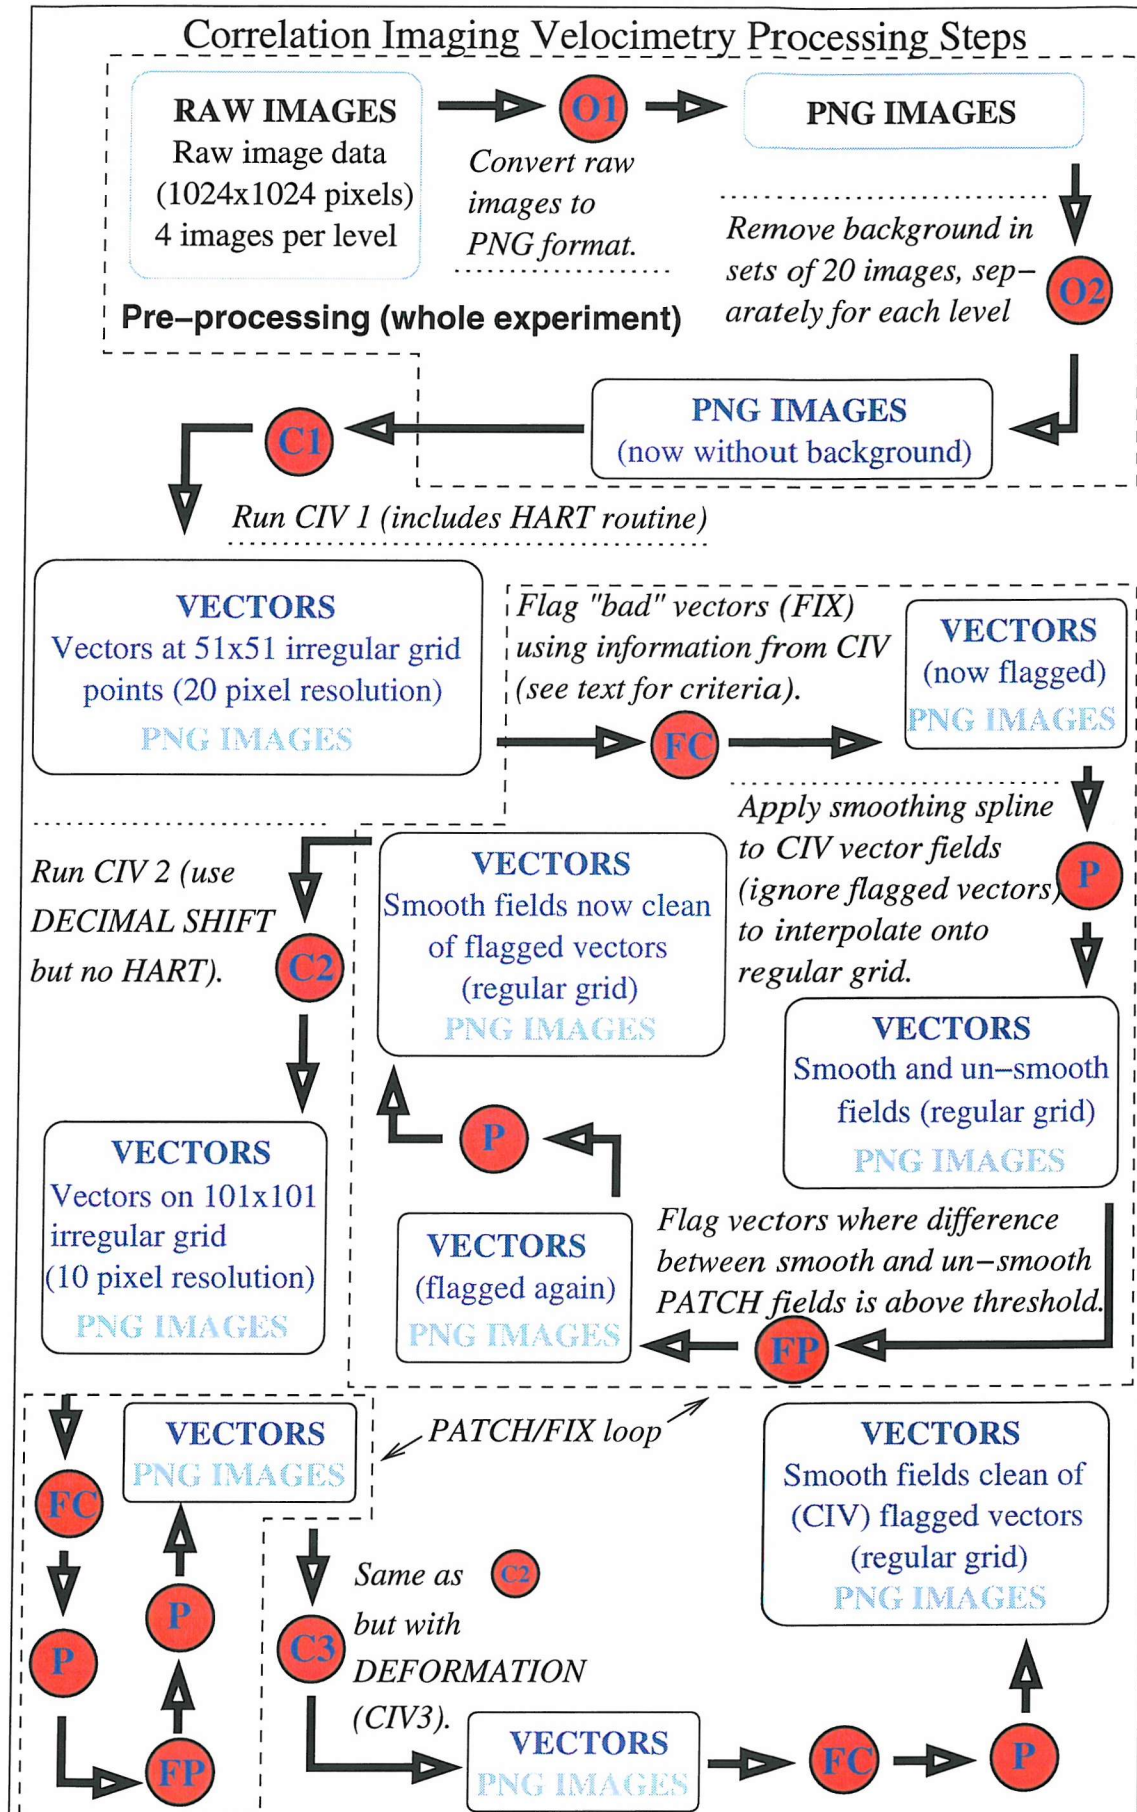 Correlation Imaging Velocimetry Processing Steps
RAW IMAGES
Raw image data
(1024x1024 pixels)
4 images per level
O1
Convert raw
images to
PNG format.
PNG IMAGES
Remove background in
sets of 20 images, sep-
arately for each level
O2
Pre-processing (whole experiment)
PNG IMAGES
(now without background)
C1
Run CIV 1 (includes HART routine)
VECTORS
Vectors at 51x51 irregular grid
points (20 pixel resolution)
PNG IMAGES
Flag "bad" vectors (FIX)
using information from CIV
(see text for criteria).
FC
VECTORS
(now flagged)
PNG IMAGES
Apply smoothing spline
to CIV vector fields
(ignore flagged vectors)
to interpolate onto
regular grid.
P
VECTORS
Smooth and un-smooth
fields (regular grid)
PNG IMAGES
Flag vectors where difference
between smooth and un-smooth
PATCH fields is above threshold.
FP
VECTORS
(flagged again)
PNG IMAGES
P
VECTORS
Smooth fields now clean
of flagged vectors
(regular grid)
PNG IMAGES
Run CIV 2 (use
DECIMAL SHIFT
but no HART).
C2
VECTORS
Vectors on 101x101
irregular grid
(10 pixel resolution)
PNG IMAGES
FC
P
FP
P
VECTORS
PNG IMAGES
PATCH/FIX loop
C3
Same as C2
but with
DEFORMATION
(CIV3).
VECTORS
PNG IMAGES
FC
P
VECTORS
Smooth fields clean of
(CIV) flagged vectors
(regular grid)
PNG IMAGES